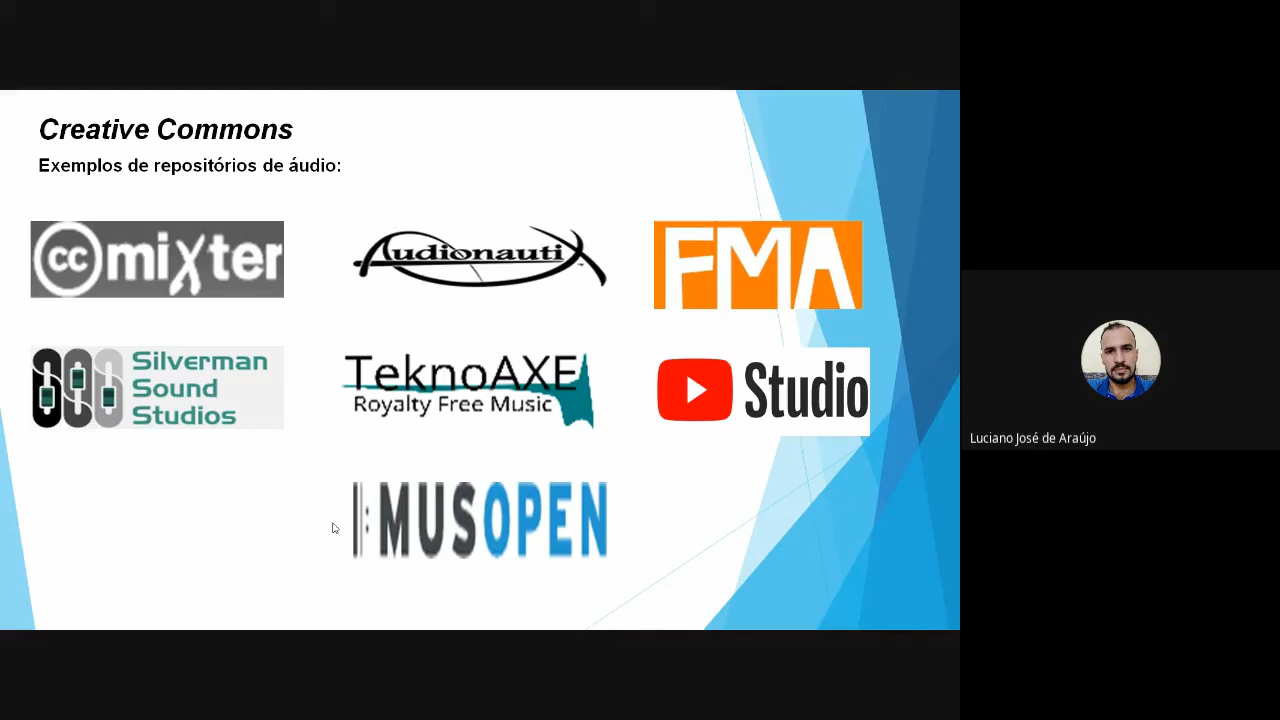 Creative Commons
Exemplos de repositórios de áudio:
cc mixter
Audionautix
FMA
Silverman
Sound
Studios
TeknoAXE
Royalty Free Music
Studio
MUSOPEN
Luciano José de Araújo